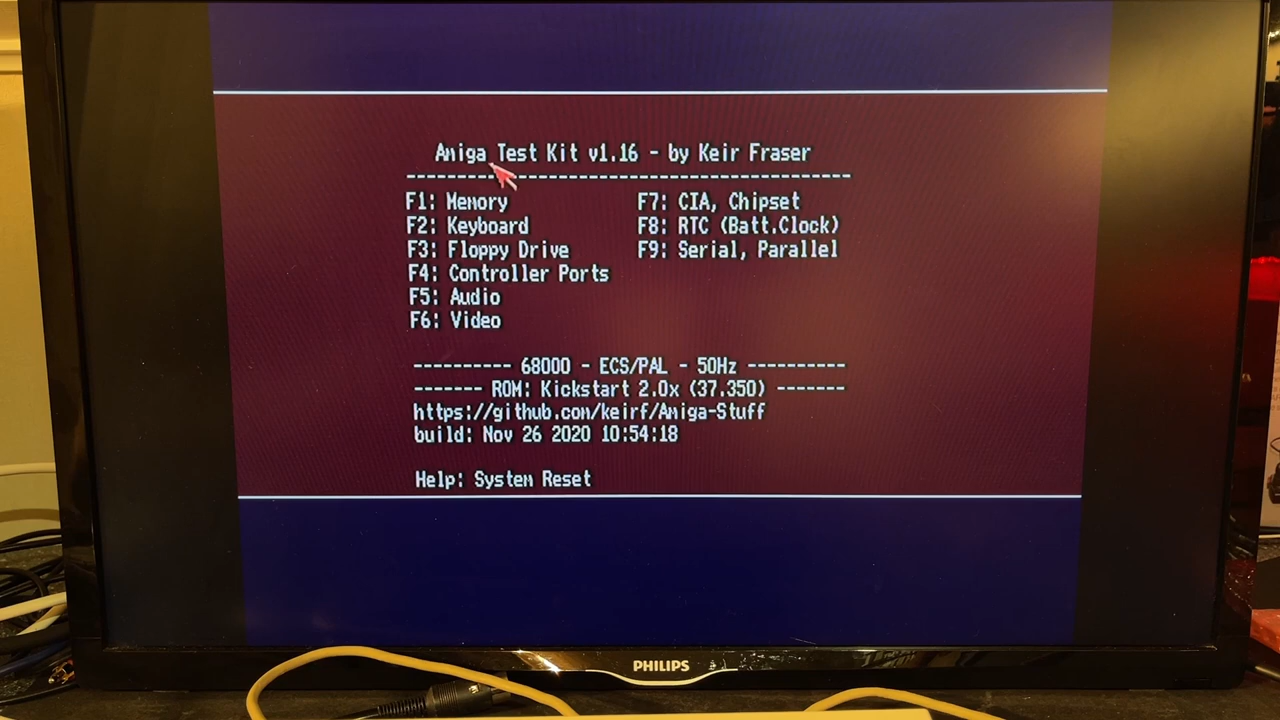 Amiga Test Kit v1.16 - by Keir Fraser
------------------------------------------
F1: Memory F7: CIA, Chipset
F2: Keyboard F8: RTC (Batt.Clock)
F3: Floppy Drive F9: Serial, Parallel
F4: Controller Ports
F5: Audio
F6: Video
---------- 68000 - ECS/PAL - 50Hz ----------
------- ROM: Kickstart 2.0x (37.350) -------
https://github.com/keirf/Amiga-Stuff
build: Nov 26 2020 10:54:18
Help: System Reset
PHILIPS